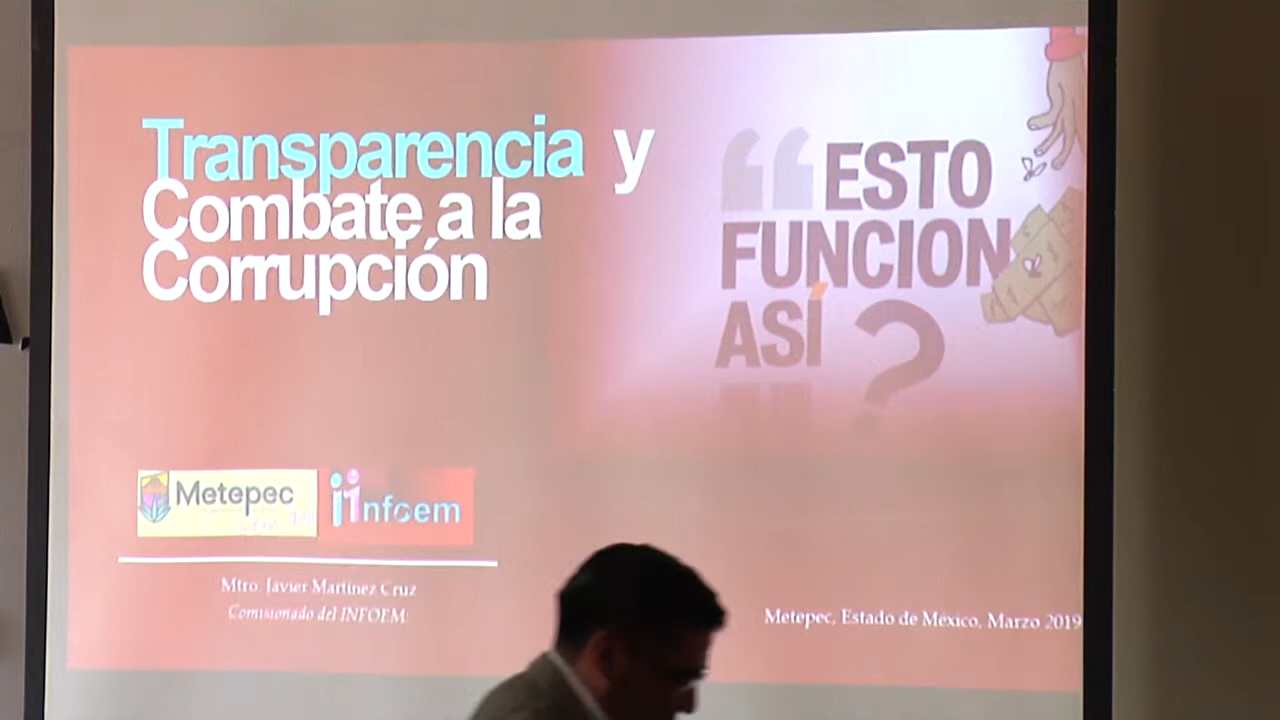 Transparencia y
Combate a la
Corrupción
“ESTO
FUNCION
ASÍ ?
Metepec
infoem
Mtro. Javier Martínez Cruz
Comisionado del INFOEM:
Metepec, Estado de México, Marzo 2019